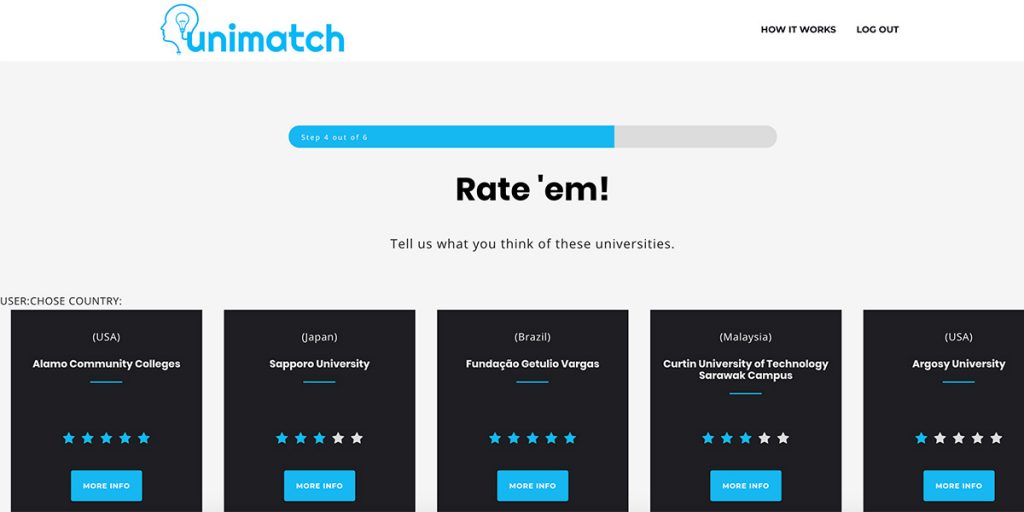 unimatch
HOW IT WORKS
LOG OUT
Step 4 out of 6
Rate 'em!
Tell us what you think of these universities.
USER:CHOSE COUNTRY:
(USA)
Alamo Community Colleges
MORE INFO
(Japan)
Sapporo University
MORE INFO
(Brazil)
Fundação Getulio Vargas
MORE INFO
(Malaysia)
Curtin University of Technology
Sarawak Campus
MORE INFO
(USA)
Argosy University
MORE INFO